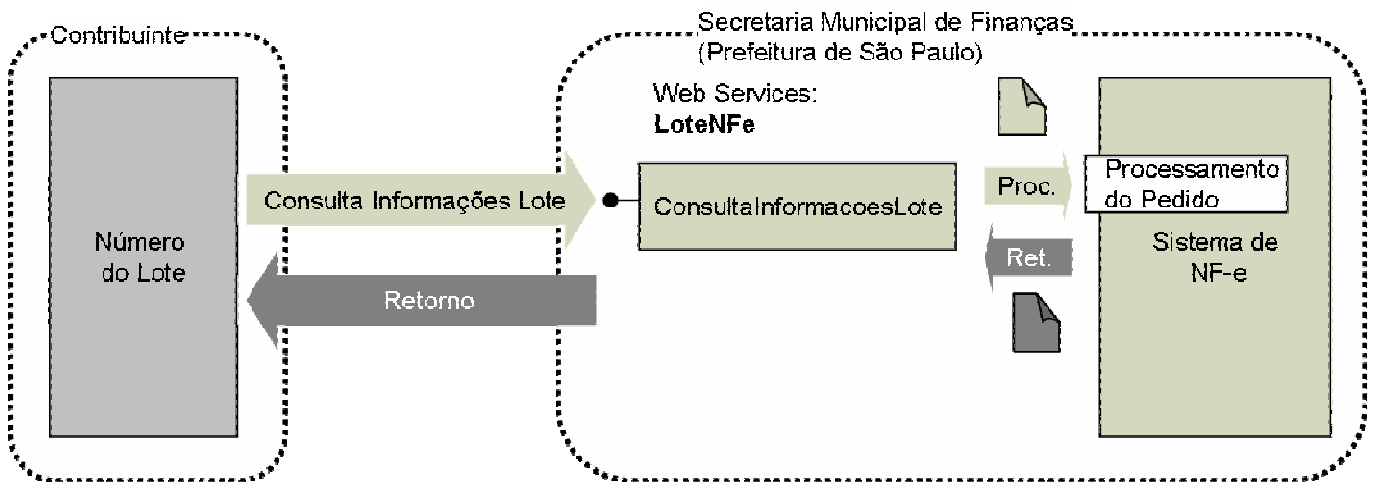 Contribuinte
Secretaria Municipal de Finanças
(Prefeitura de São Paulo)
Web Services:
LoteNFe
Número
do Lote
Consulta Informações Lote
Retorno
ConsultaInformacoesLote
Proc.
Ret.
Processamento
do Pedido
Sistema de
NF-e